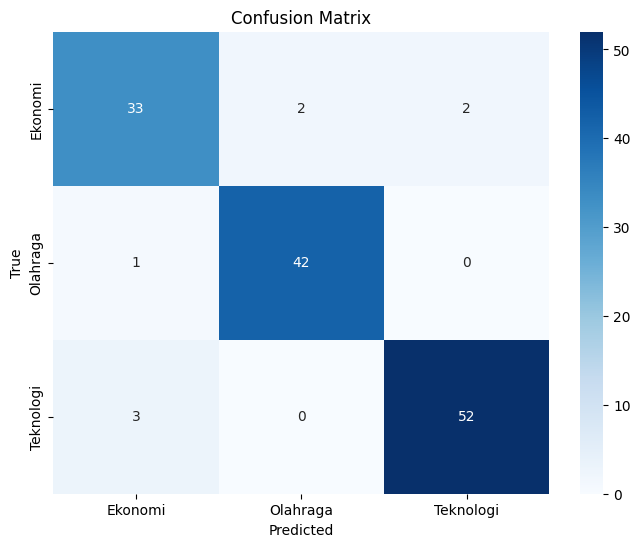 Confusion Matrix
Ekonomi
33
2
2
Olahraga
1
42
0
Teknologi
3
0
52
True
Ekonomi
Olahraga
Teknologi
Predicted
50
40
30
20
10
0